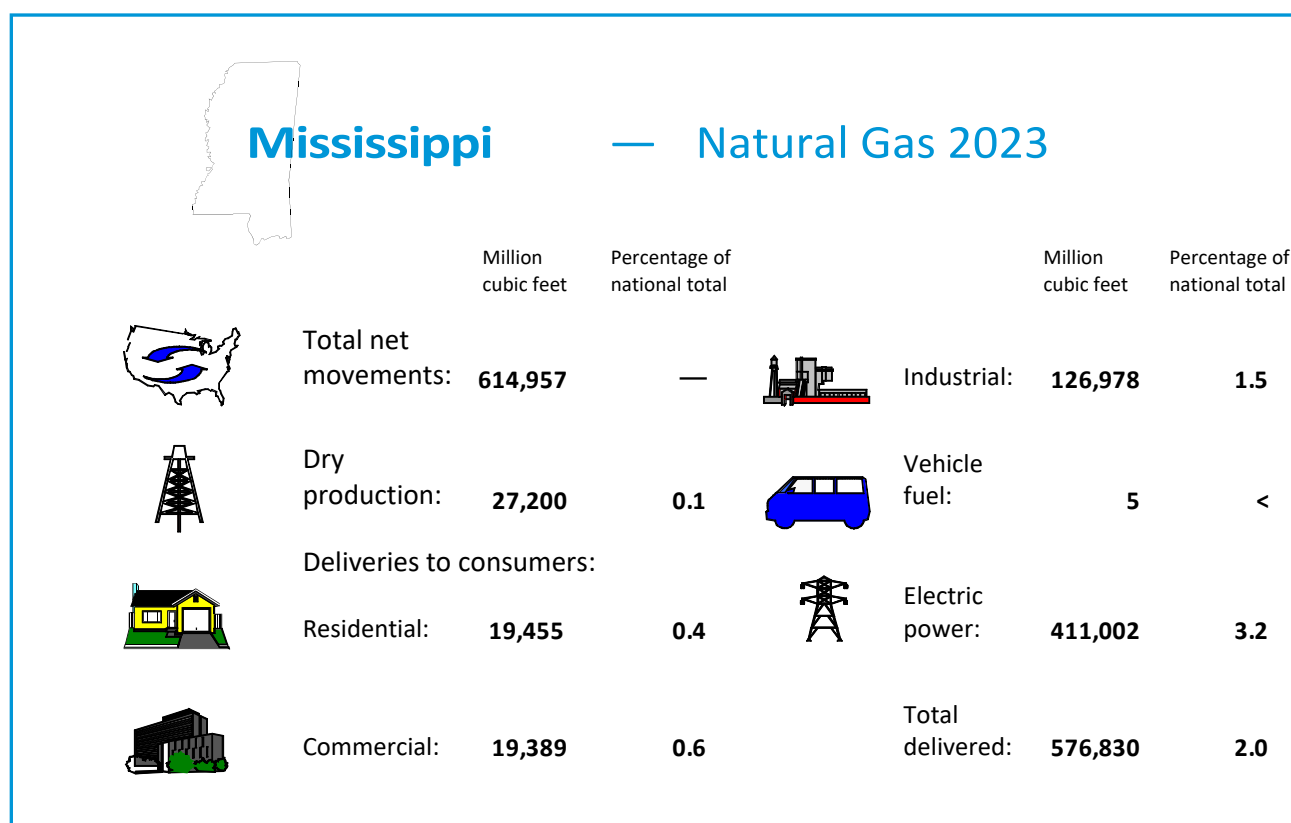 Mississippi — Natural Gas 2023
Million cubic feet
Percentage of national total
Million cubic feet
Percentage of national total
Total net movements: 614,957 —
Industrial: 126,978 1.5
Dry production: 27,200 0.1
Vehicle fuel: 5 <
Deliveries to consumers:
Residential: 19,455 0.4
Electric power: 411,002 3.2
Commercial: 19,389 0.6
Total delivered: 576,830 2.0